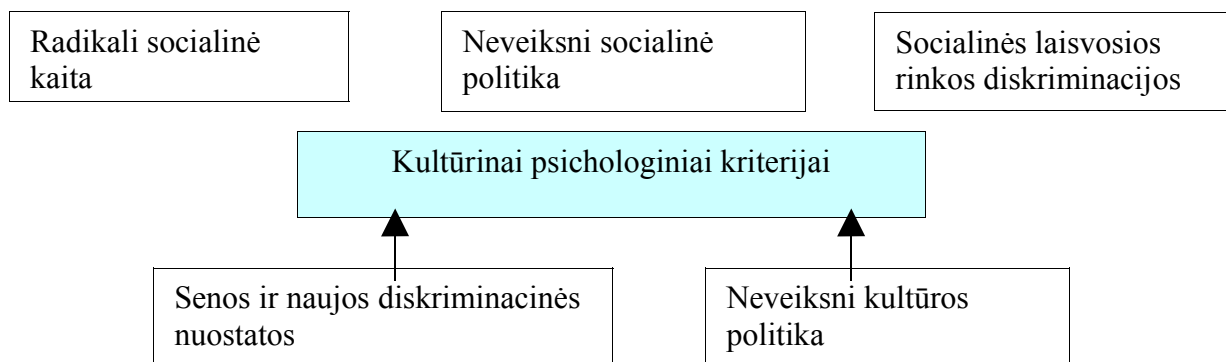 Radikali socialinė
kaita
Neveiksni socialinė
politika
Socialinės laisvosios
rinkos diskriminacijos
Kultūrinai psichologiniai kriterijai
Senos ir naujos diskriminacinės
nuostatos
Neveiksni kultūros
politika